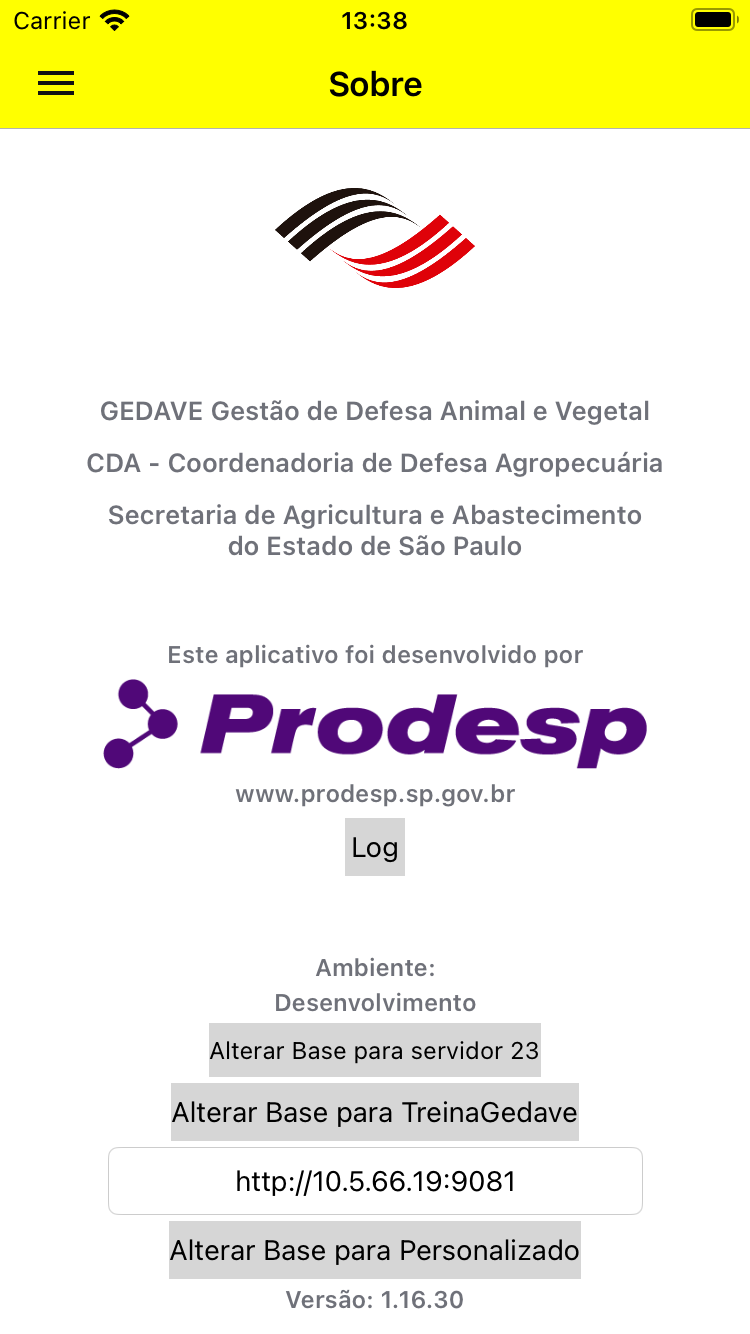 Carrier 13:38
Sobre
GEDAVE Gestão de Defesa Animal e Vegetal
CDA - Coordenadoria de Defesa Agropecuária
Secretaria de Agricultura e Abastecimento
do Estado de São Paulo
Este aplicativo foi desenvolvido por
Prodesp
www.prodesp.sp.gov.br
Log
Ambiente:
Desenvolvimento
Alterar Base para servidor 23
Alterar Base para TreinaGedave
http://10.5.66.19:9081
Alterar Base para Personalizado
Versão: 1.16.30